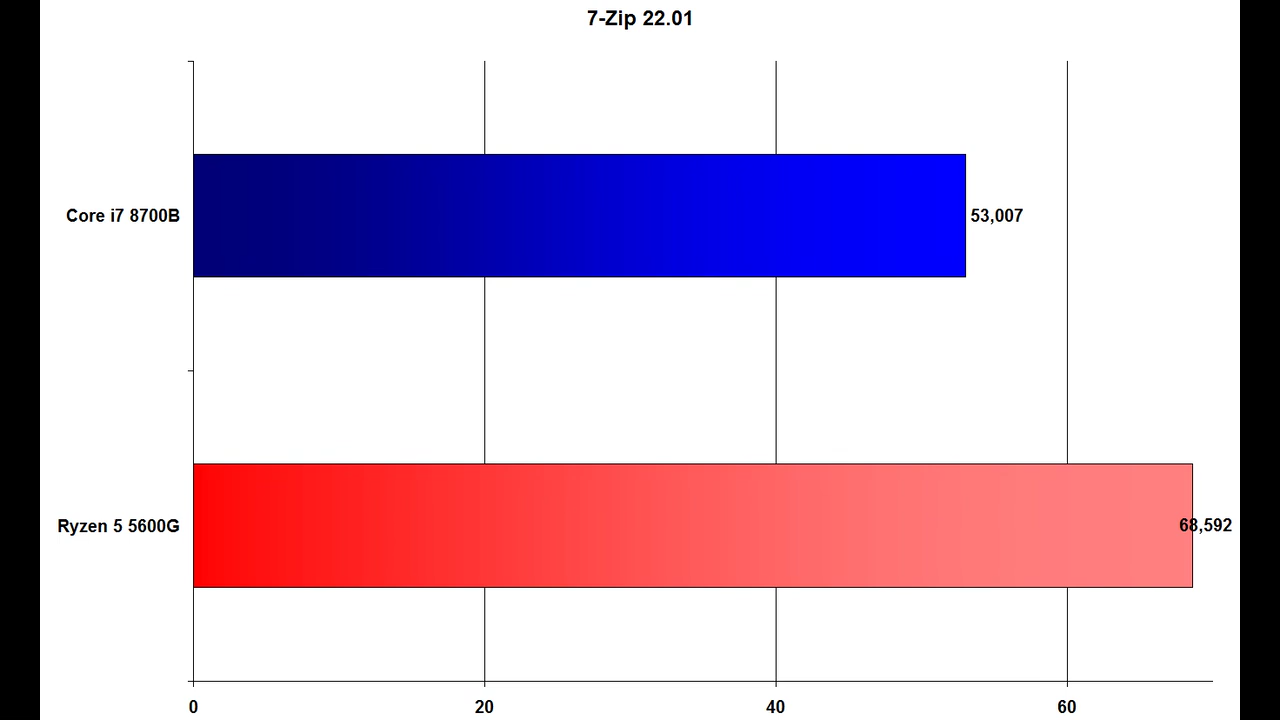 7-Zip 22.01
Core i7 8700B
53,007
Ryzen 5 5600G
68,592
0 20 40 60